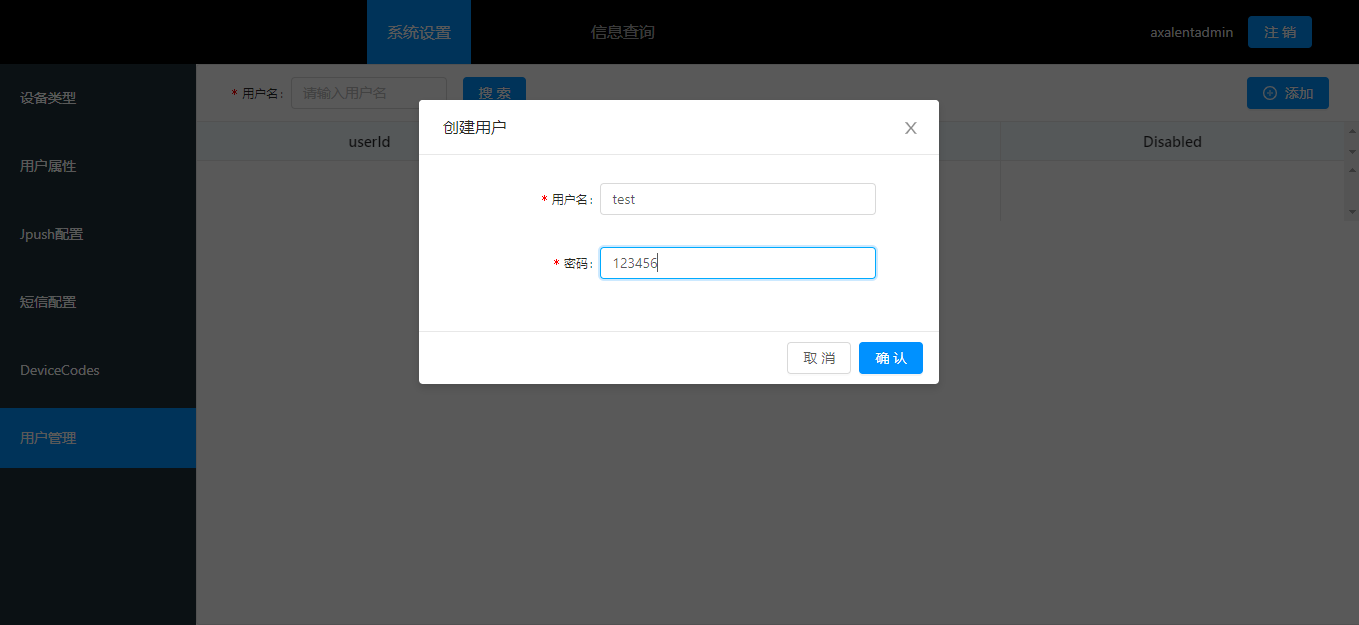 系统设置 信息查询 axalentadmin 注 销
设备类型
用户属性
Jpush配置
短信配置
DeviceCodes
用户管理
* 用户名: 请输入用户名 搜 索 添加
userId Disabled
创建用户
* 用户名: test
* 密码: 123456
取 消 确 认